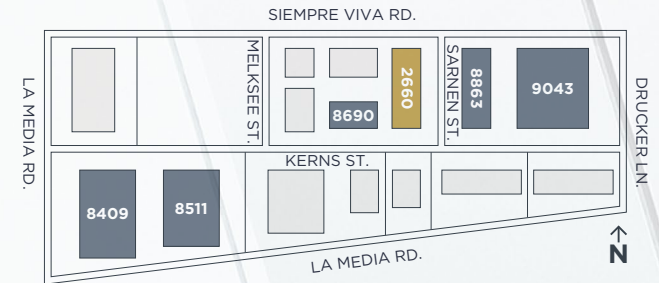 SIEMPRE VIVA RD.
LA MEDIA RD.
MELKSEE ST.
8690
2660
SARNEN ST.
8863
9043
DRUCKER LN.
KERNS ST.
8409
8511
LA MEDIA RD.
N